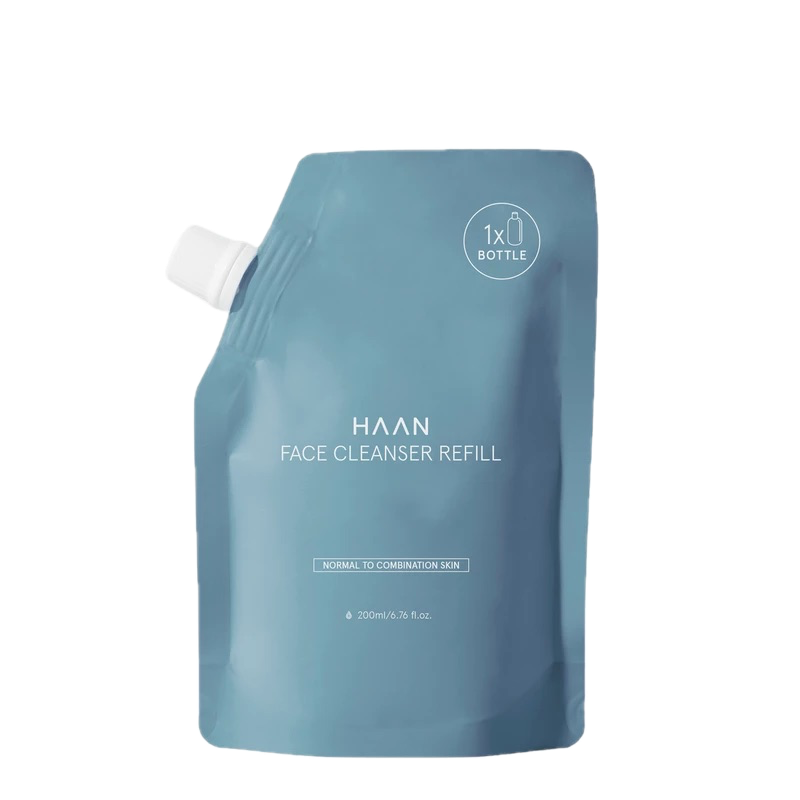 1x
BOTTLE
HAAN
FACE CLEANSER REFILL
NORMAL TO COMBINATION SKIN
200ml/6.76 fl.oz.